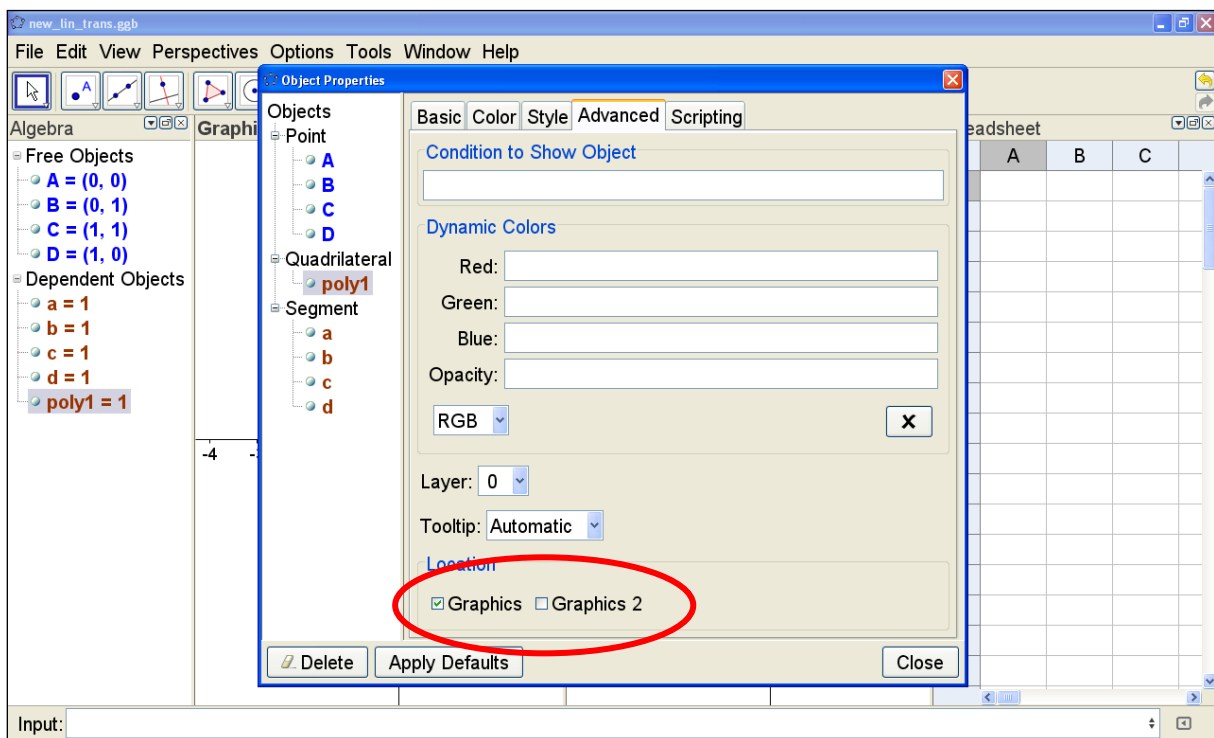 new_lin_trans.ggb
File Edit View Perspectives Options Tools Window Help
A
Algebra
Free Objects
A = (0, 0)
B = (0, 1)
C = (1, 1)
D = (1, 0)
Dependent Objects
a = 1
b = 1
c = 1
d = 1
poly1 = 1
Graphi
-4
Object Properties
Objects
Point
A
B
C
D
Quadrilateral
poly1
Segment
a
b
c
d
Basic Color Style Advanced Scripting
Condition to Show Object
Dynamic Colors
Red:
Green:
Blue:
Opacity:
RGB
X
Layer: 0
Tooltip: Automatic
Location
Graphics Graphics 2
Delete Apply Defaults Close
eadsheet
A B C
Input: